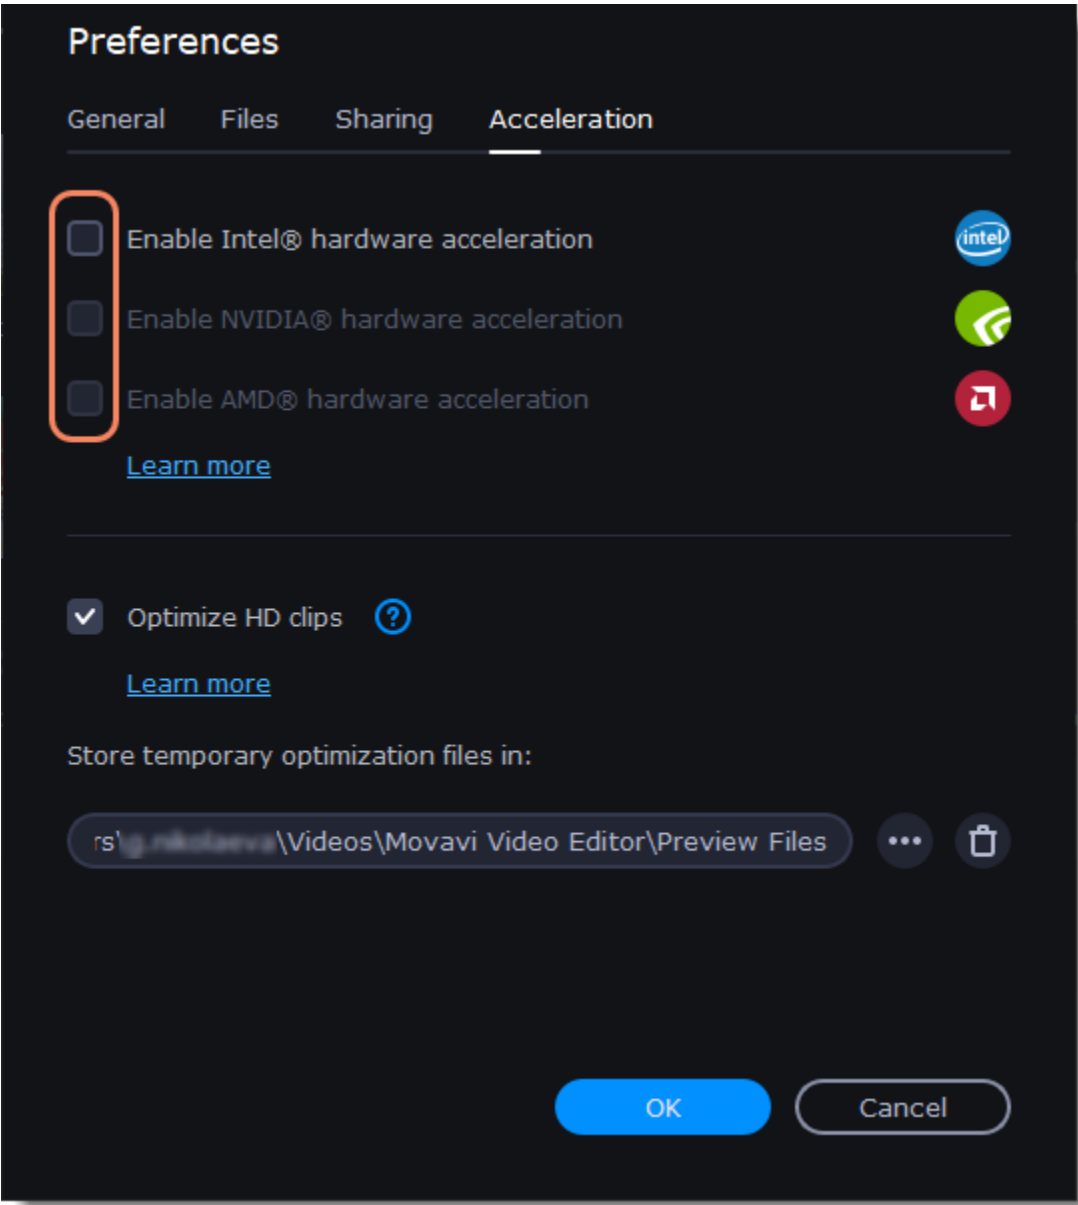 Preferences
General Files Sharing Acceleration
Enable Intel® hardware acceleration
intel
Enable NVIDIA® hardware acceleration
Enable AMD® hardware acceleration
Learn more
Optimize HD clips ?
Learn more
Store temporary optimization files in:
rs\ \Videos\Movavi Video Editor\Preview Files
OK Cancel